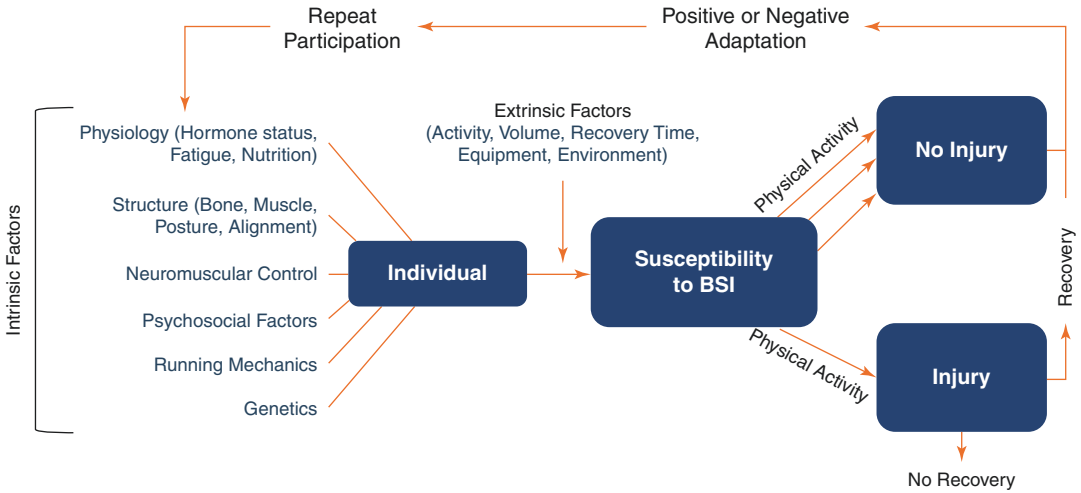 Repeat
Participation
Positive or Negative
Adaptation
Intrinsic Factors
Physiology (Hormone status,
Fatigue, Nutrition)
Structure (Bone, Muscle,
Posture, Alignment)
Neuromuscular Control
Psychosocial Factors
Running Mechanics
Genetics
Individual
Extrinsic Factors
(Activity, Volume, Recovery Time,
Equipment, Environment)
Susceptibility
to BSI
Physical Activity
Physical Activity
No Injury
Injury
Recovery
No Recovery